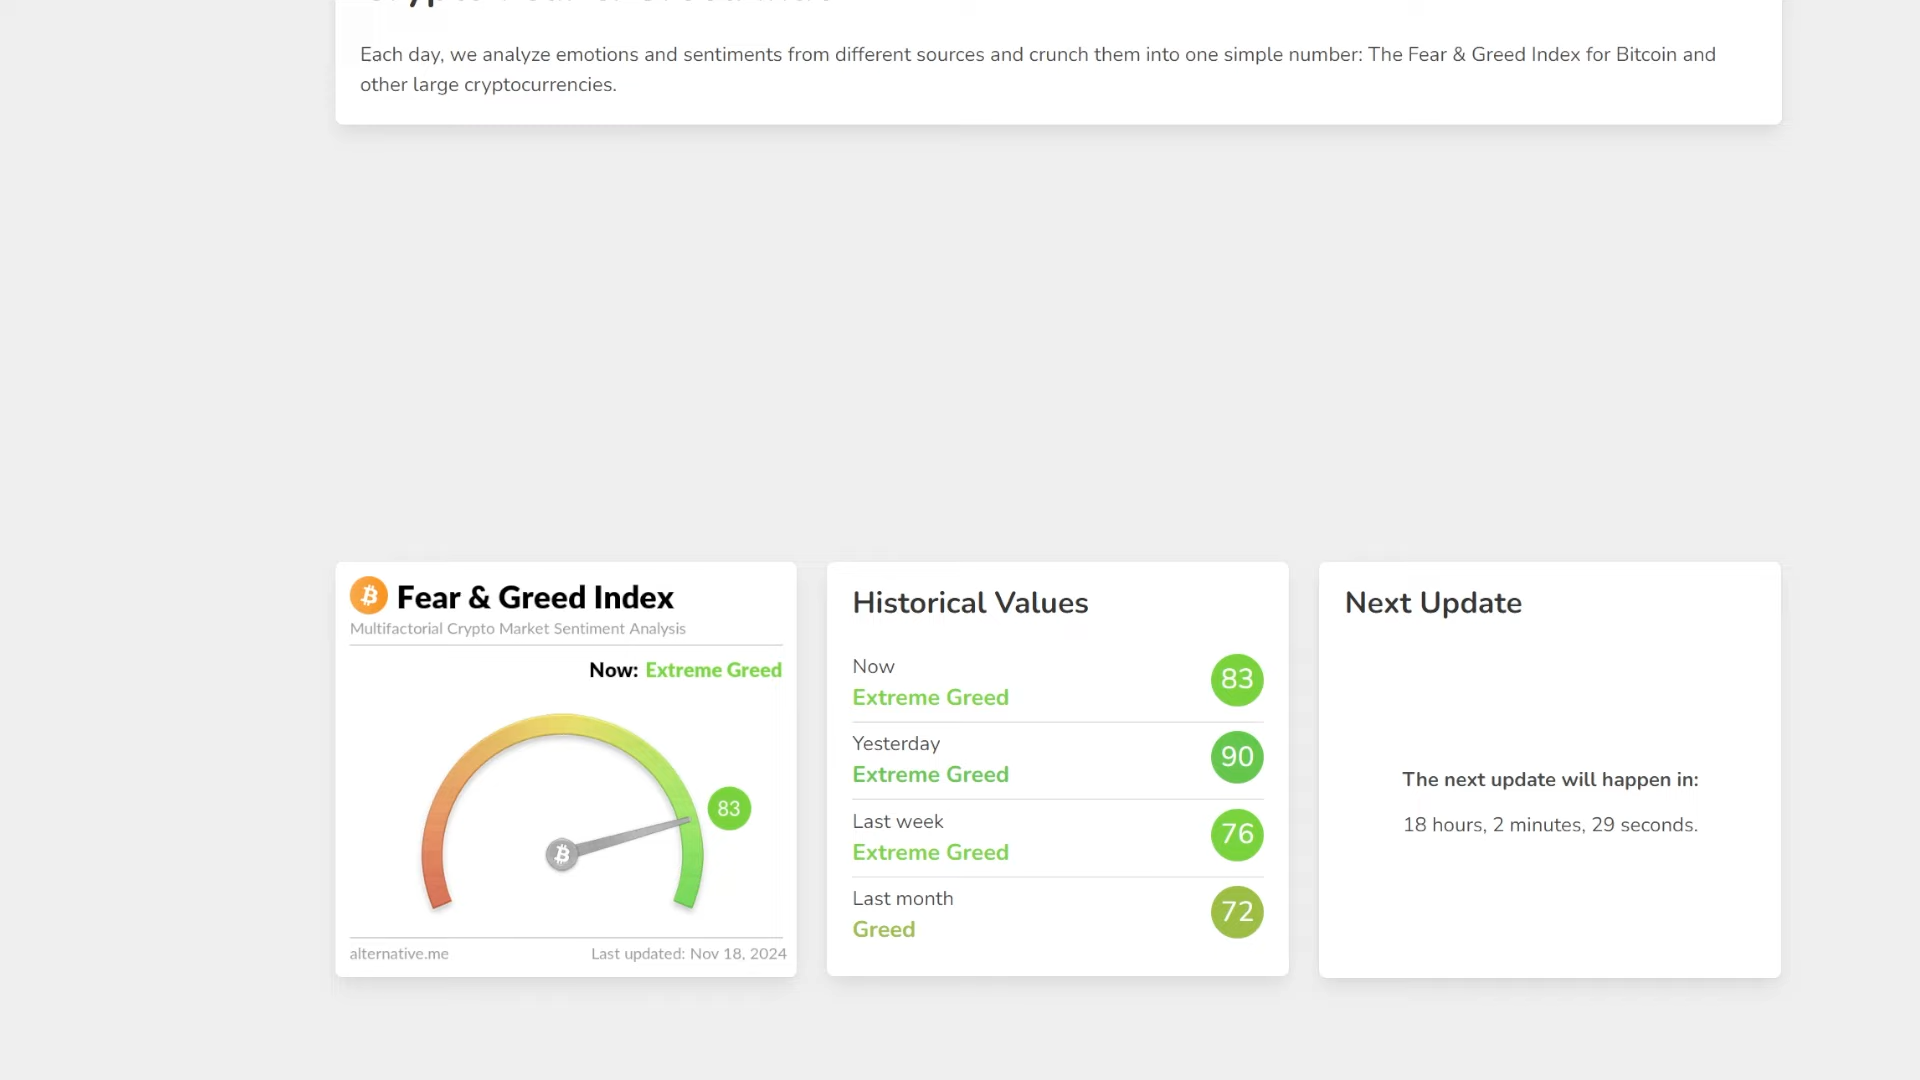 Each day, we analyze emotions and sentiments from different sources and crunch them into one simple number: The Fear & Greed Index for Bitcoin and
other large cryptocurrencies.
Fear & Greed Index
Multifactorial Crypto Market Sentiment Analysis
Now: Extreme Greed
83
alternative.me
Last updated: Nov 18, 2024
Historical Values
Now
Extreme Greed
83
Yesterday
Extreme Greed
90
Last week
Extreme Greed
76
Last month
Greed
72
Next Update
The next update will happen in:
18 hours, 2 minutes, 29 seconds.